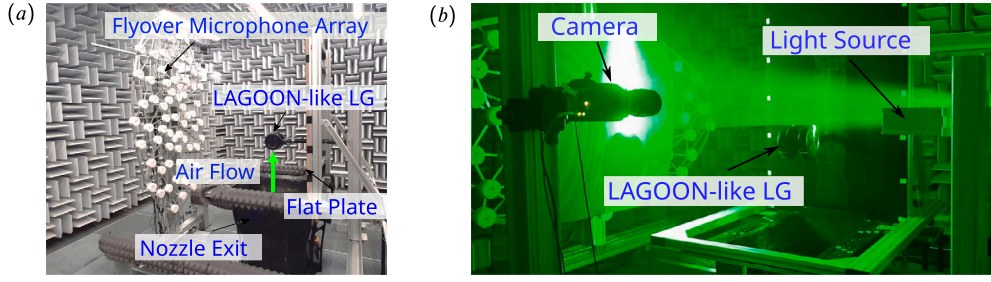 (a)
Flyover Microphone Array
LAGOON-like LG
Air Flow
Flat Plate
Nozzle Exit
(b)
Camera
Light Source
LAGOON-like LG